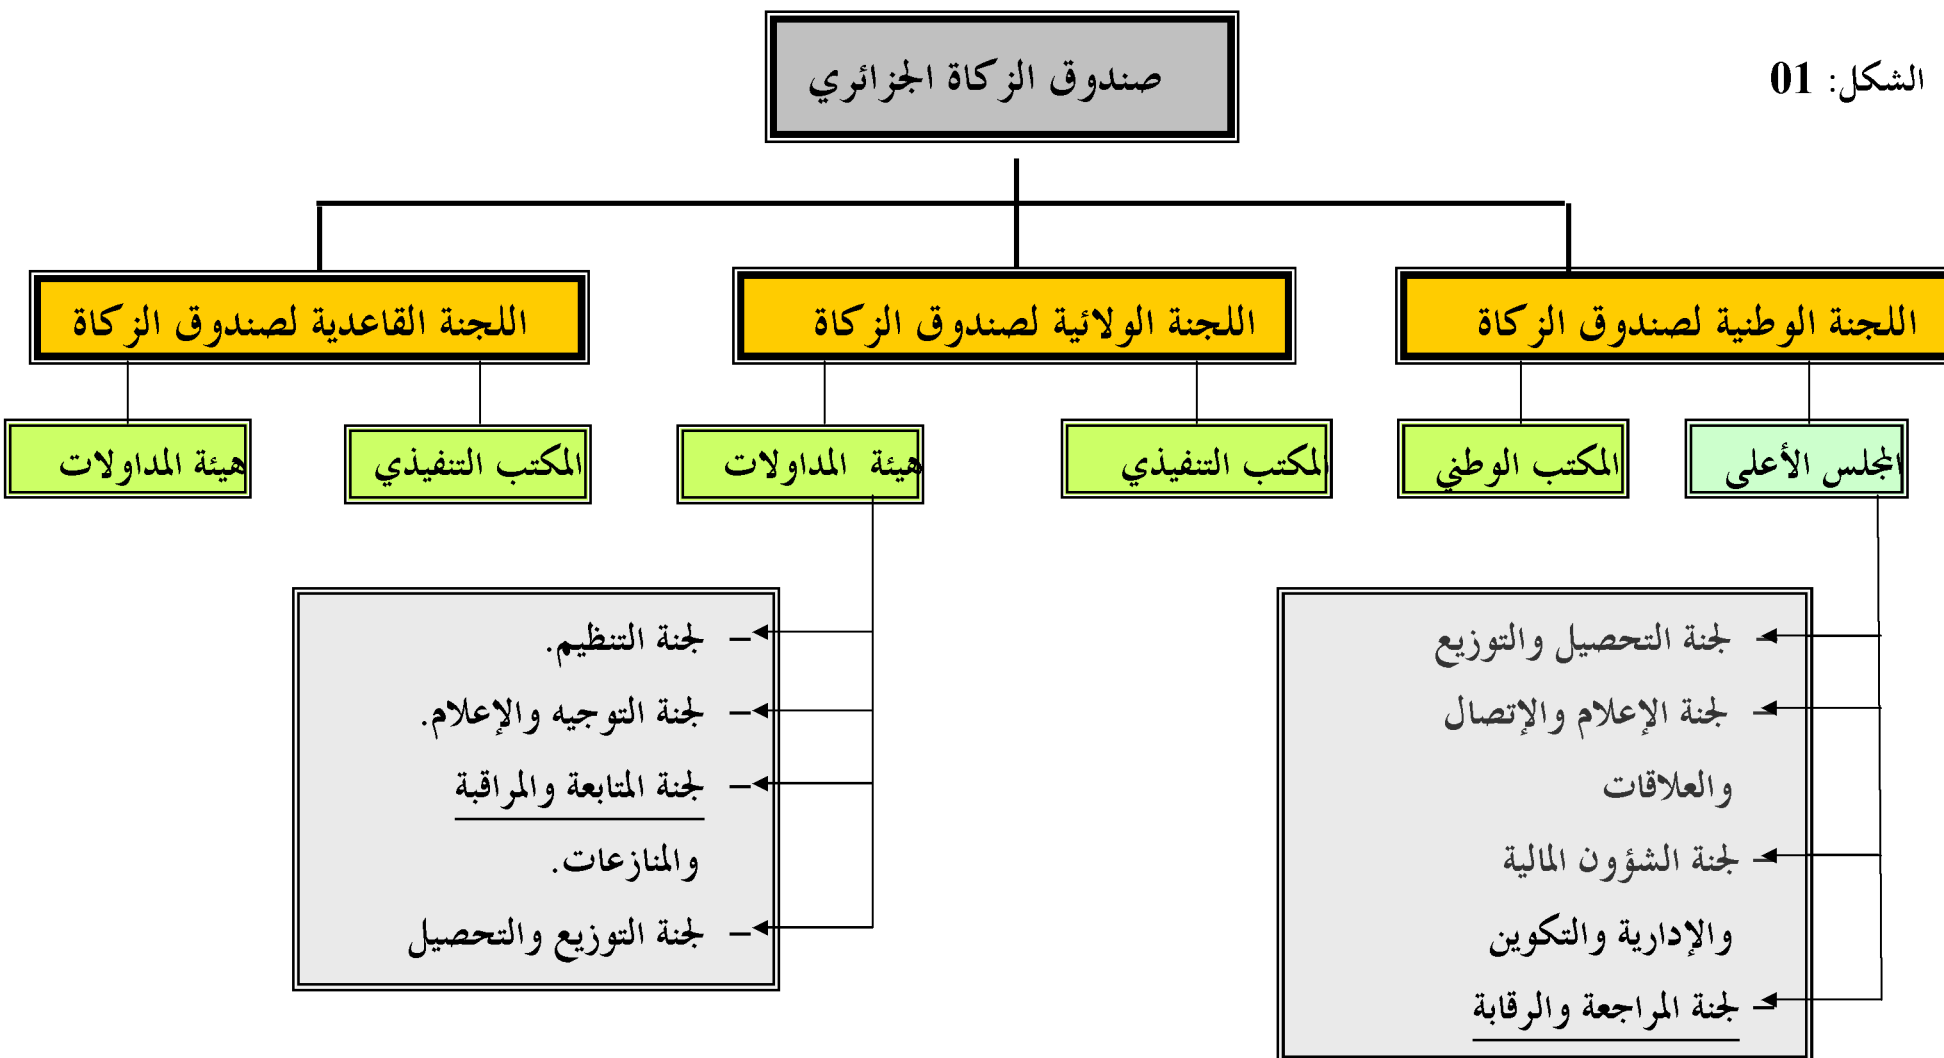 الشكل: 01
صندوق الزكاة الجزائري
اللجنة الوطنية لصندوق الزكاة
اللجنة الولائية لصندوق الزكاة
اللجنة القاعدية لصندوق الزكاة
المجلس الأعلى
المكتب الوطني
المكتب التنفيذي
هيئة المداولات
المكتب التنفيذي
هيئة المداولات
– لجنة التحصيل والتوزيع
– لجنة الإعلام والإتصال
والعلاقات
– لجنة الشؤون المالية
والإدارية والتكوين
– لجنة المراجعة والرقابة
– لجنة التنظيم.
– لجنة التوجيه والإعلام.
– لجنة المتابعة والمراقبة
والمنازعات.
– لجنة التوزيع والتحصيل